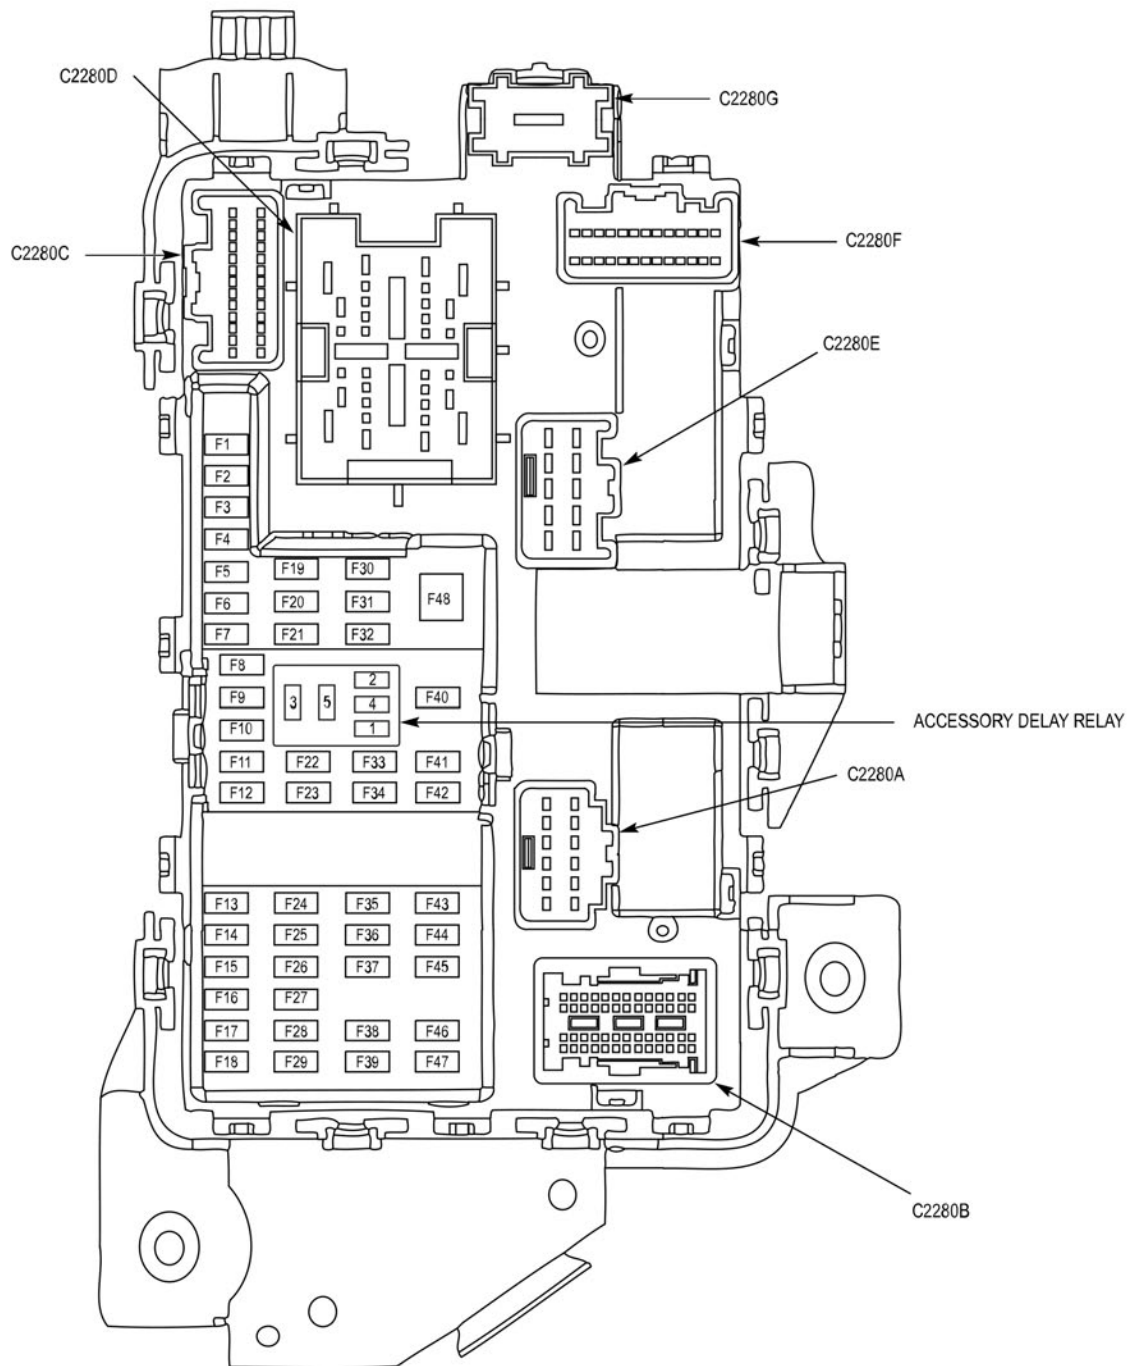 C2280D
C2280G
C2280C
C2280F
C2280E
F1
F2
F3
F4
F5 F19 F30 F48
F6 F20 F31
F7 F21 F32
F8
F9 3 5 2 F40
4
F10 1
ACCESSORY DELAY RELAY
F11 F22 F33 F41
F12 F23 F34 F42
C2280A
F13 F24 F35 F43
F14 F25 F36 F44
F15 F26 F37 F45
F16 F27
F17 F28 F38 F46
F18 F29 F39 F47
C2280B